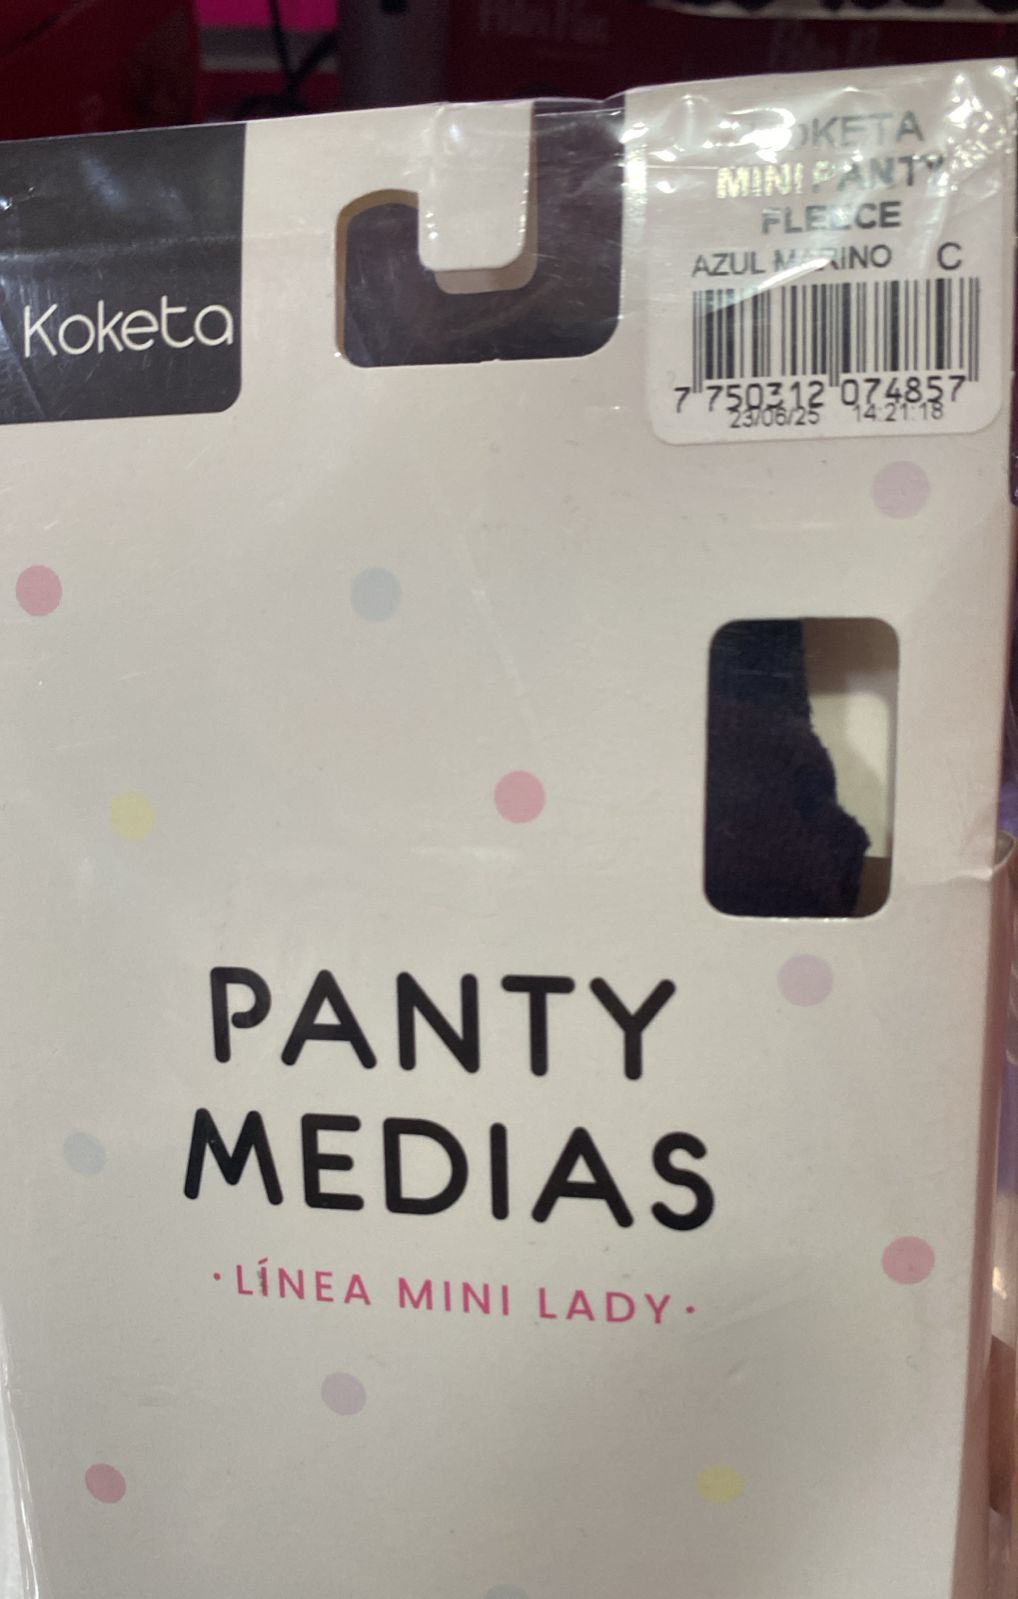 Koketa
KOKETA
MINI PANTY
FLEECE
AZUL MARINO C
7 750312 074857
23/06/25 14:21:18
PANTY
MEDIAS
· LÍNEA MINI LADY ·